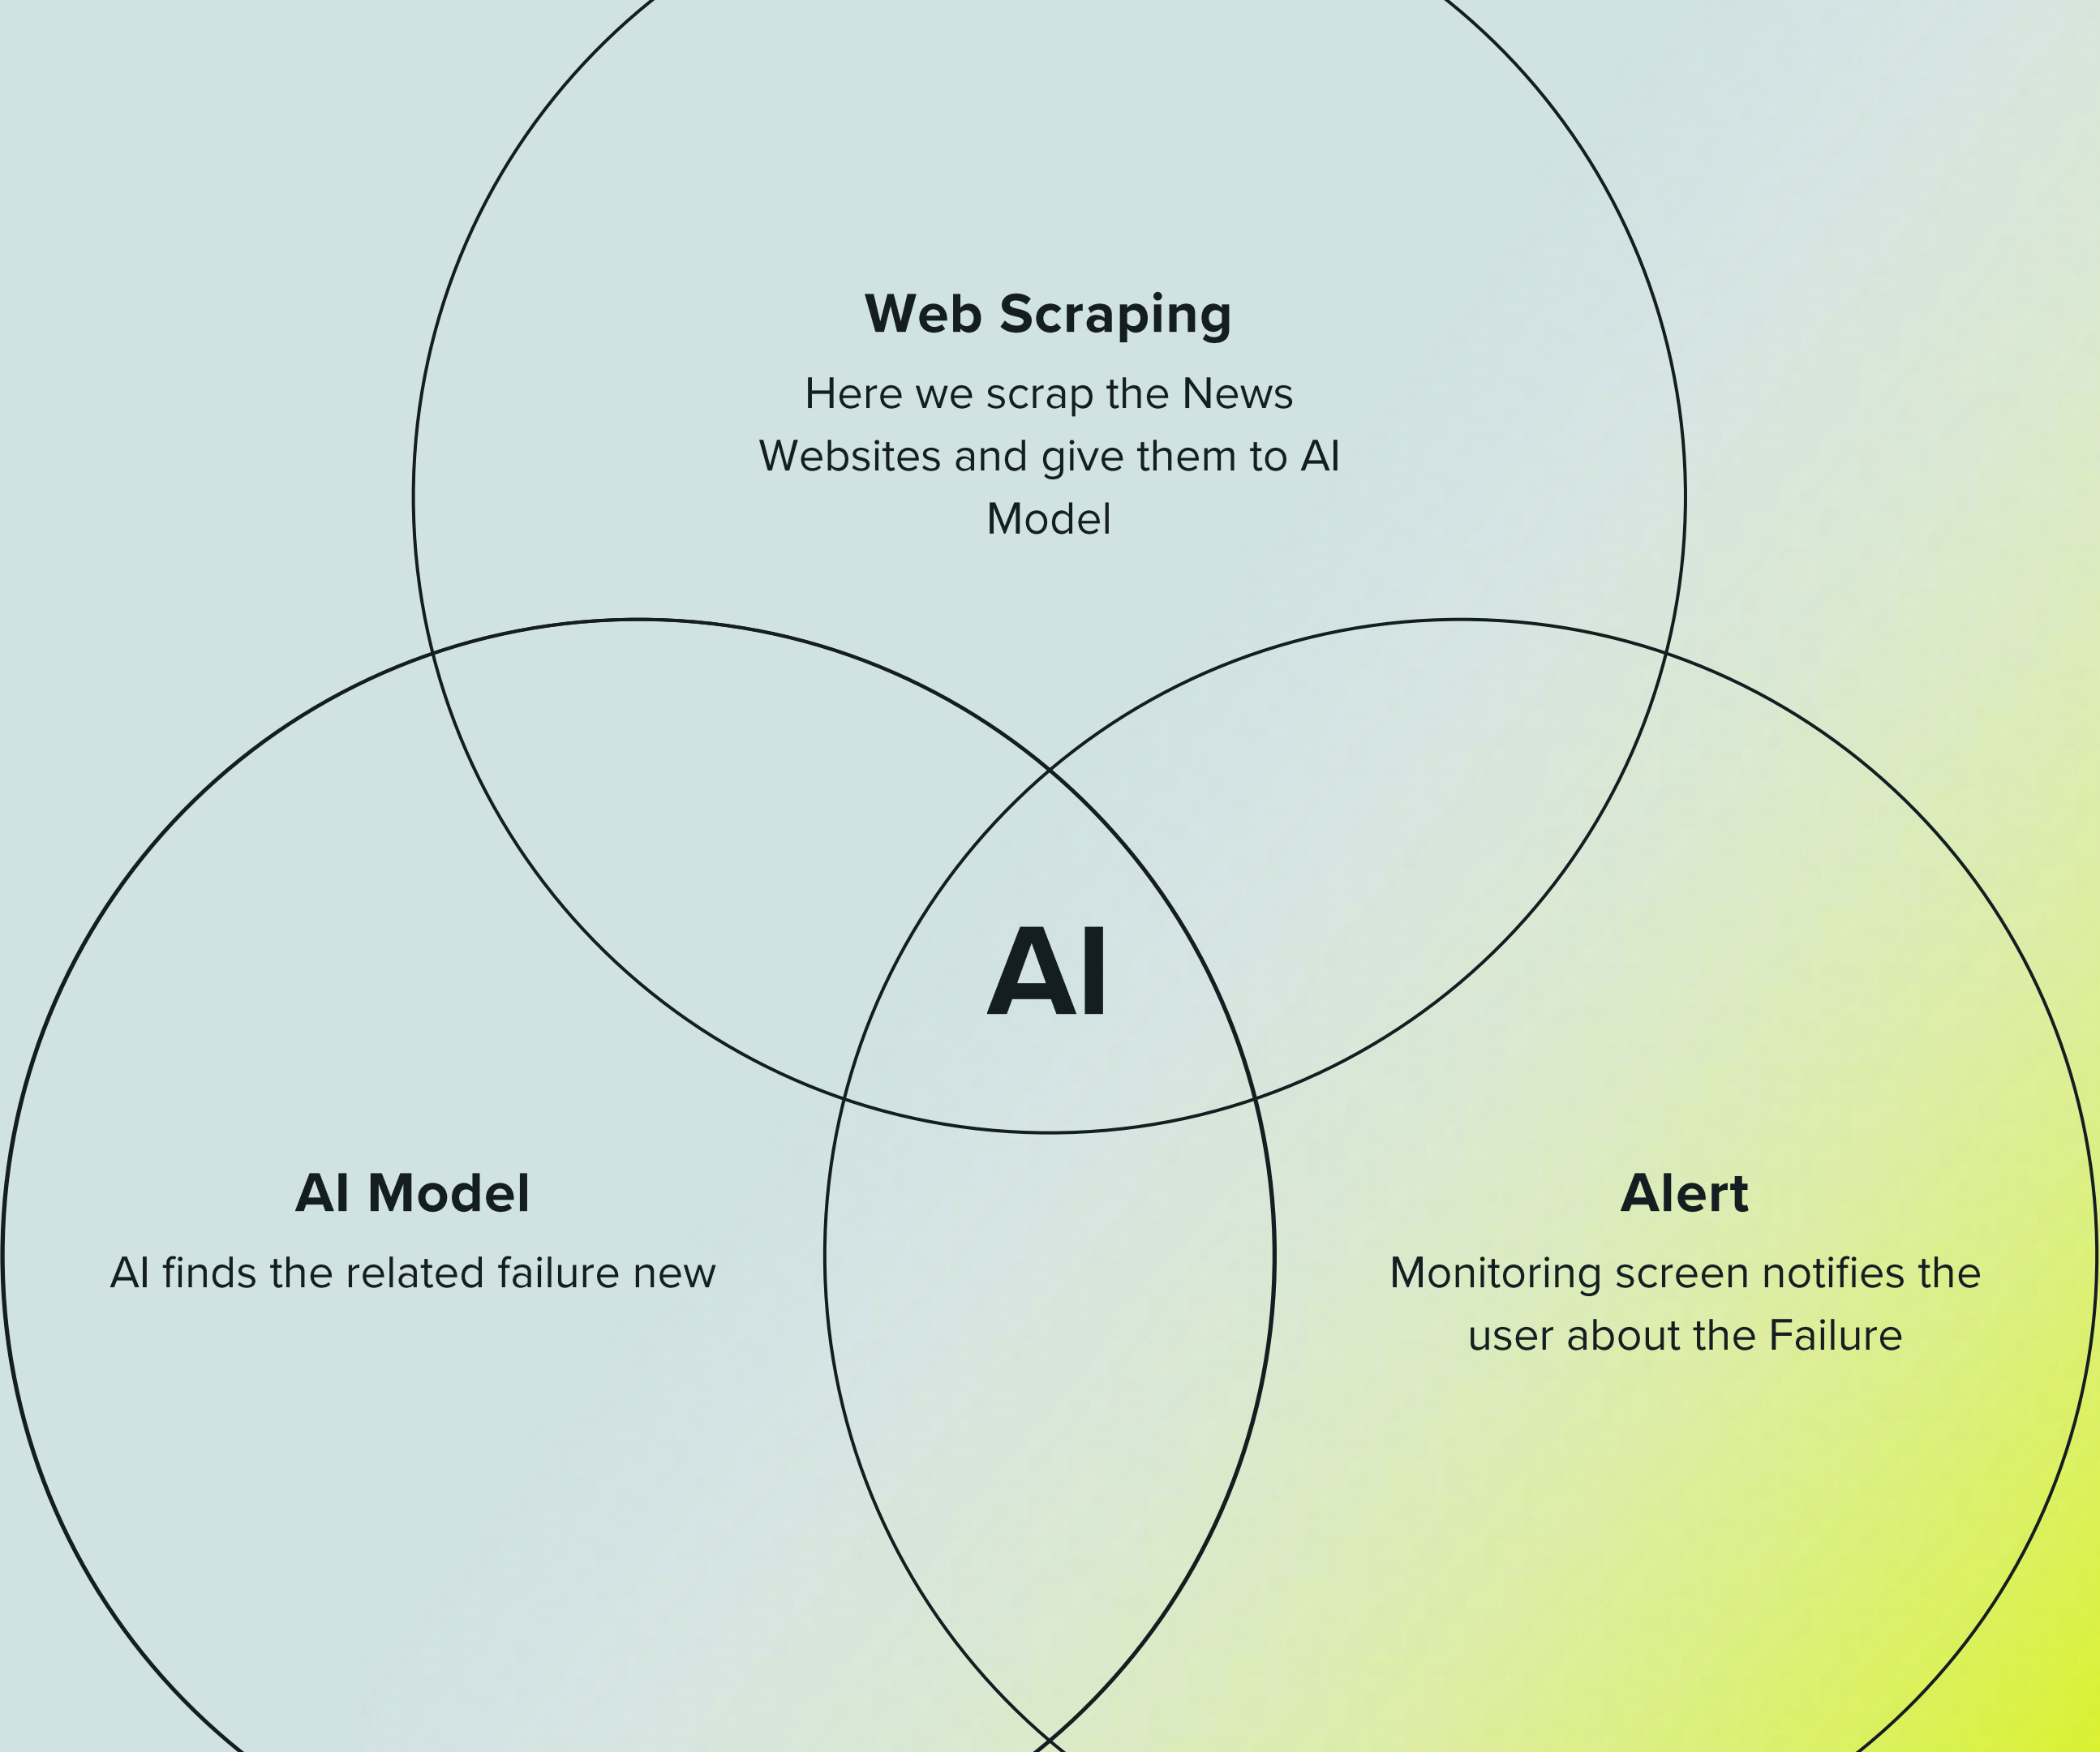 Web Scraping
Here we scrap the News
Websites and give them to AI
Model
AI
AI Model
AI finds the related failure new
Alert
Monitoring screen notifies the
user about the Failure